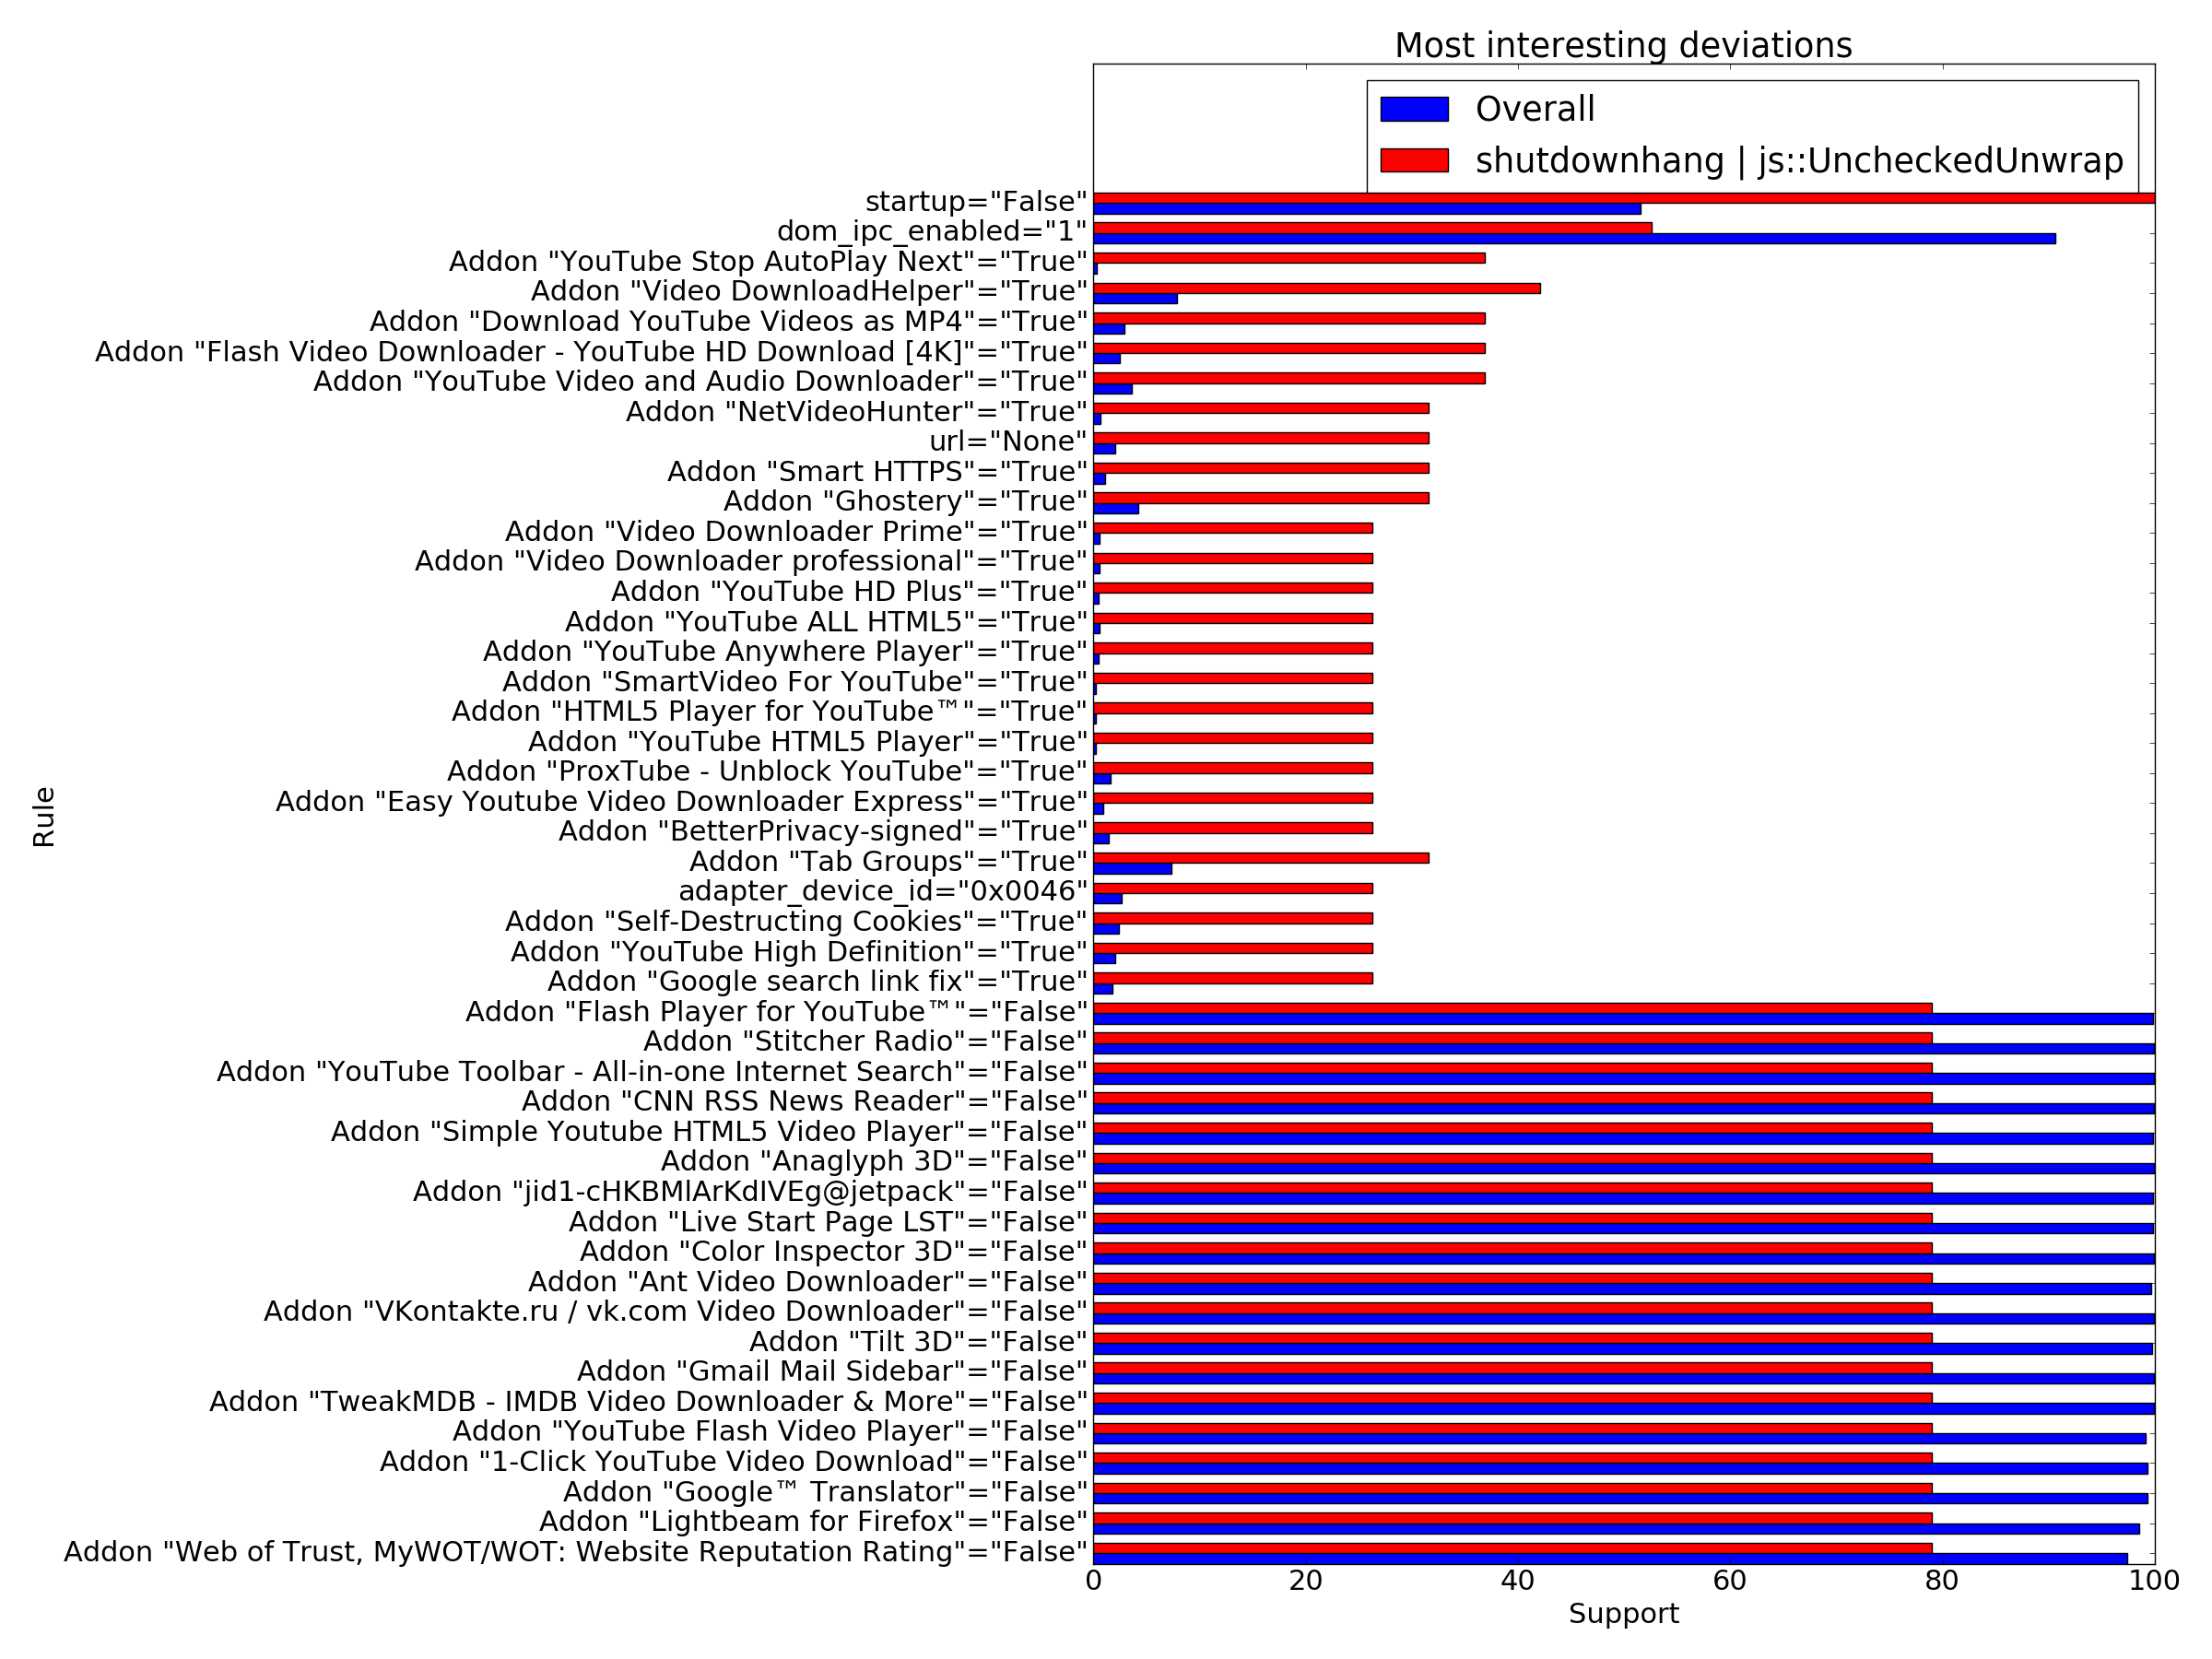 Most interesting deviations
Overall
shutdownhang | js::UncheckedUnwrap
startup="False"
dom_ipc_enabled="1"
Addon "YouTube Stop AutoPlay Next"="True"
Addon "Video DownloadHelper"="True"
Addon "Download YouTube Videos as MP4"="True"
Addon "Flash Video Downloader - YouTube HD Download [4K]"="True"
Addon "YouTube Video and Audio Downloader"="True"
Addon "NetVideoHunter"="True"
url="None"
Addon "Smart HTTPS"="True"
Addon "Ghostery"="True"
Addon "Video Downloader Prime"="True"
Addon "Video Downloader professional"="True"
Addon "YouTube HD Plus"="True"
Addon "YouTube ALL HTML5"="True"
Addon "YouTube Anywhere Player"="True"
Addon "SmartVideo For YouTube"="True"
Addon "HTML5 Player for YouTube™"="True"
Addon "YouTube HTML5 Player"="True"
Addon "ProxTube - Unblock YouTube"="True"
Addon "Easy Youtube Video Downloader Express"="True"
Addon "BetterPrivacy-signed"="True"
Addon "Tab Groups"="True"
adapter_device_id="0x0046"
Addon "Self-Destructing Cookies"="True"
Addon "YouTube High Definition"="True"
Addon "Google search link fix"="True"
Addon "Flash Player for YouTube™"="False"
Addon "Stitcher Radio"="False"
Addon "YouTube Toolbar - All-in-one Internet Search"="False"
Addon "CNN RSS News Reader"="False"
Addon "Simple Youtube HTML5 Video Player"="False"
Addon "Anaglyph 3D"="False"
Addon "jid1-cHKBMlArKdIVEg@jetpack"="False"
Addon "Live Start Page LST"="False"
Addon "Color Inspector 3D"="False"
Addon "Ant Video Downloader"="False"
Addon "VKontakte.ru / vk.com Video Downloader"="False"
Addon "Tilt 3D"="False"
Addon "Gmail Mail Sidebar"="False"
Addon "TweakMDB - IMDB Video Downloader & More"="False"
Addon "YouTube Flash Video Player"="False"
Addon "1-Click YouTube Video Download"="False"
Addon "Google™ Translator"="False"
Addon "Lightbeam for Firefox"="False"
Addon "Web of Trust, MyWOT/WOT: Website Reputation Rating"="False"
Rule
0 20 40 60 80 100
Support